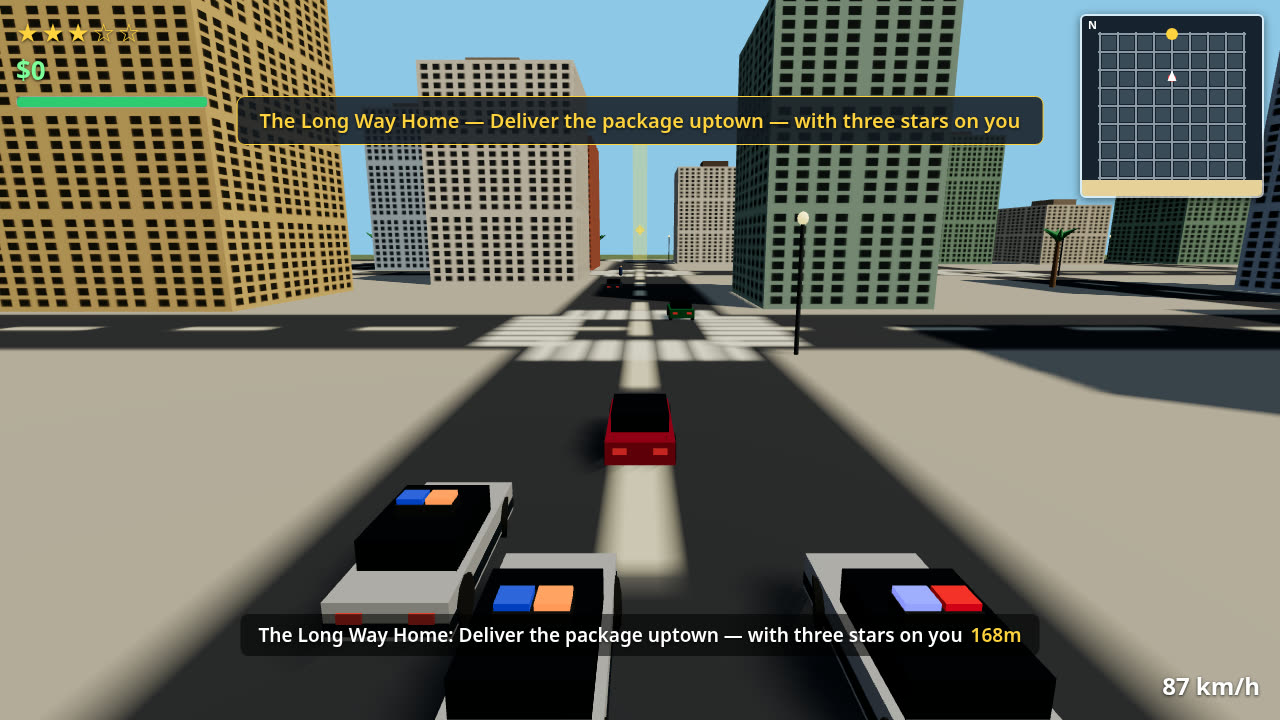 $0
N
The Long Way Home — Deliver the package uptown — with three stars on you
The Long Way Home: Deliver the package uptown — with three stars on you 168m
87 km/h